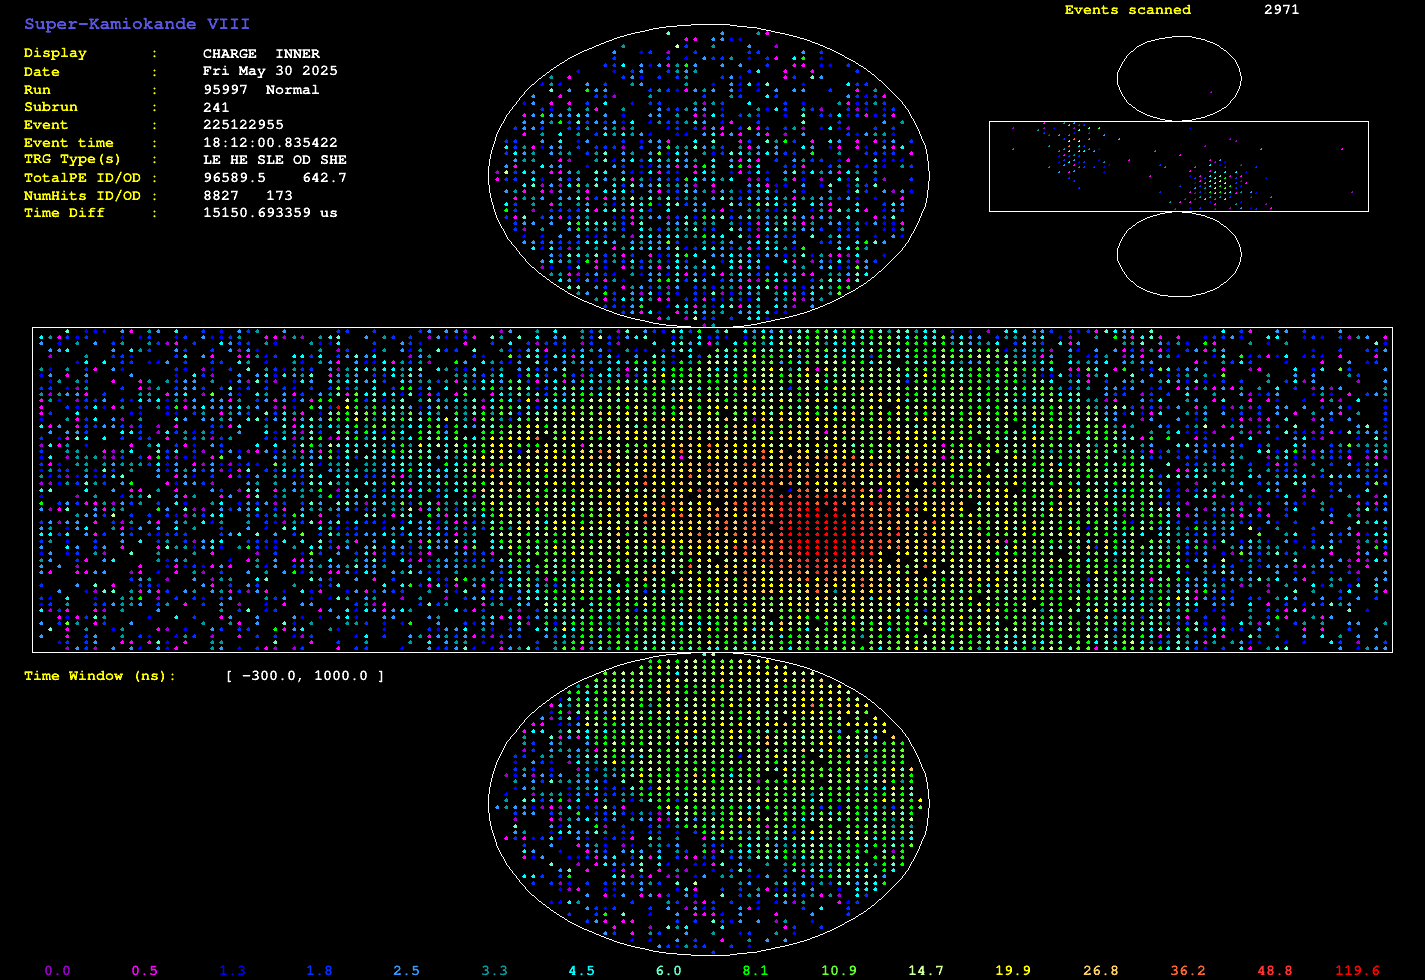 Super-Kamiokande VIII
Events scanned 2971
Display : CHARGE INNER
Date : Fri May 30 2025
Run : 95997 Normal
Subrun : 241
Event : 225122955
Event time : 18:12:00.835422
TRG Type(s) : LE HE SLE OD SHE
TotalPE ID/OD : 96589.5 642.7
NumHits ID/OD : 8827 173
Time Diff : 15150.693359 us
Time Window (ns): [ -300.0, 1000.0 ]
0.0 0.5 1.3 1.8 2.5 3.3 4.5 6.0 8.1 10.9 14.7 19.9 26.8 36.2 48.8 119.6